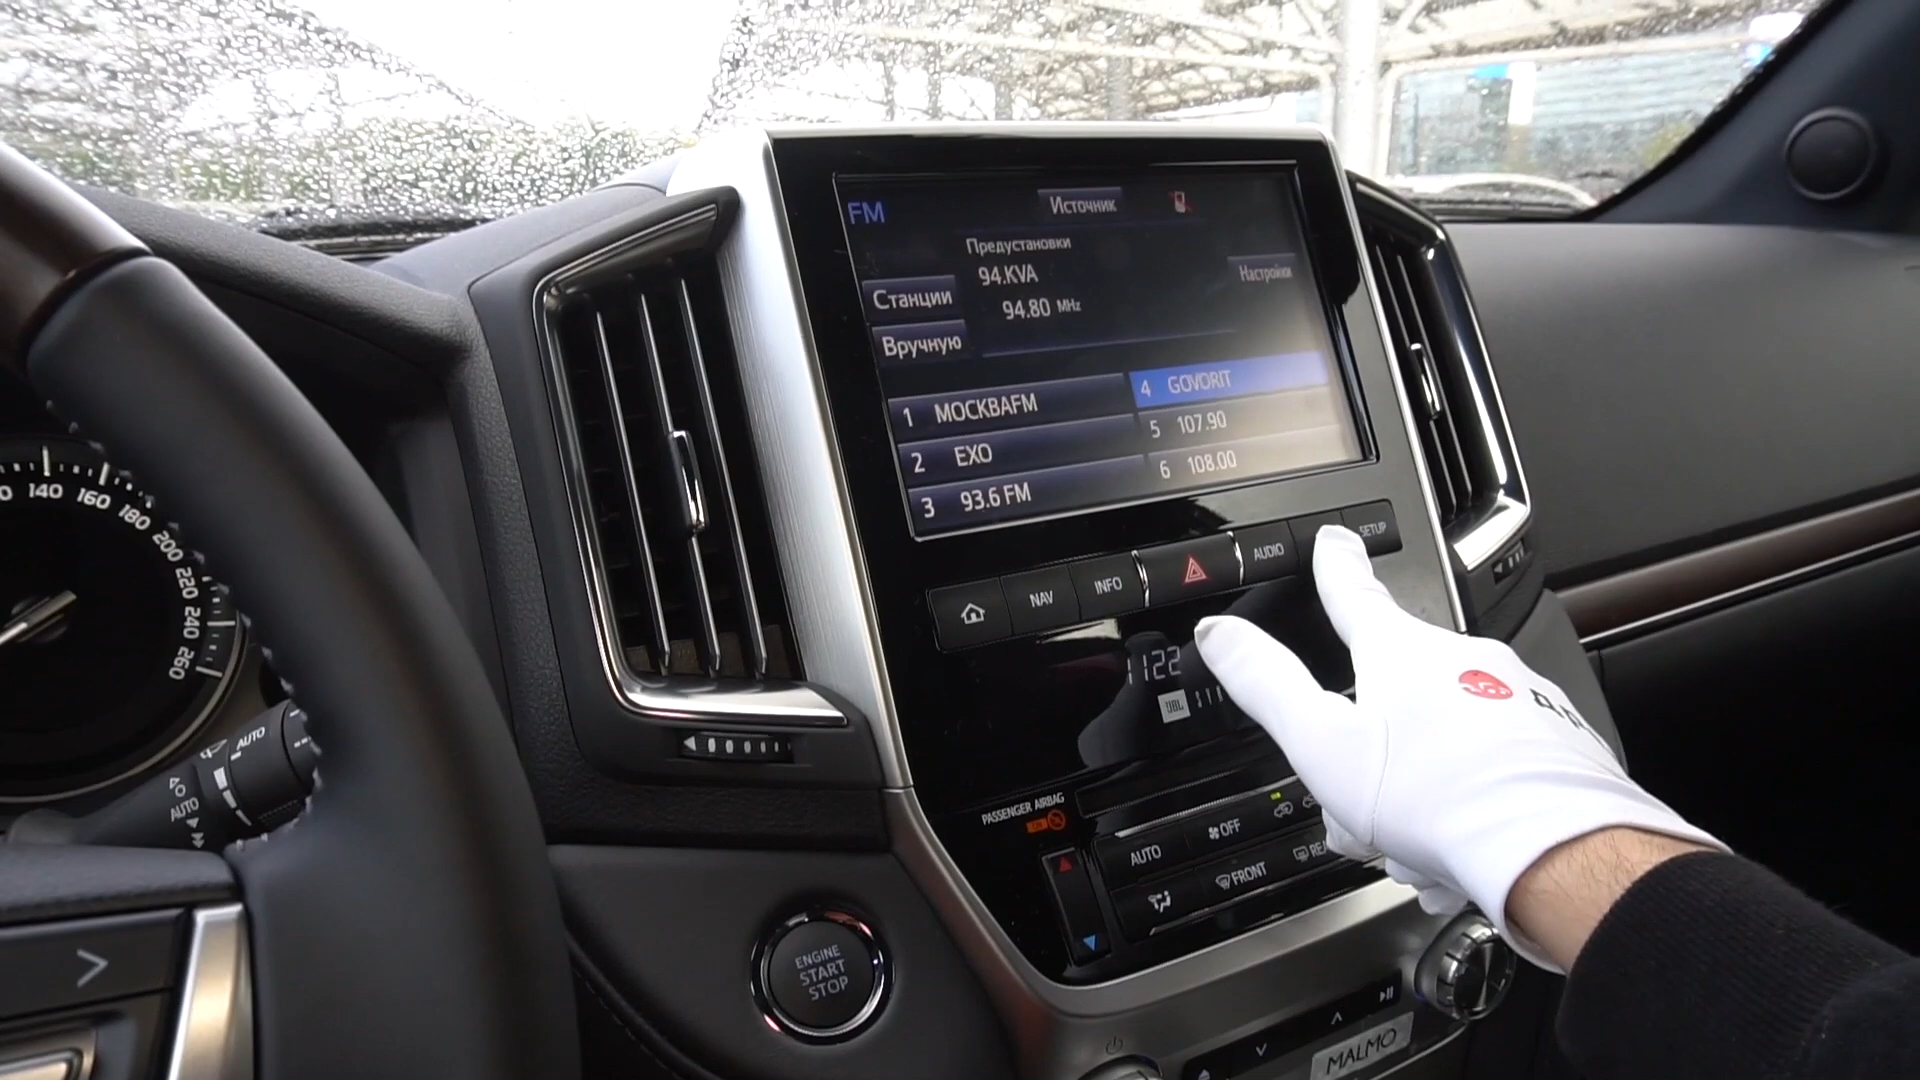 FM
Источник
Предустановки
94.KVA
Настройки
Станции
94.80 MHz
Вручную
1 МОСКВАFM
4 GOVORIT
2 EXO
5 107.90
3 93.6 FM
6 108.00
NAV
INFO
AUDIO
SETUP
1122
JBL
140
160
180
200
220
240
260
AUTO
AUTO
PASSENGER AIRBAG
AUTO
OFF
FRONT
ENGINE
START
STOP
MALMO